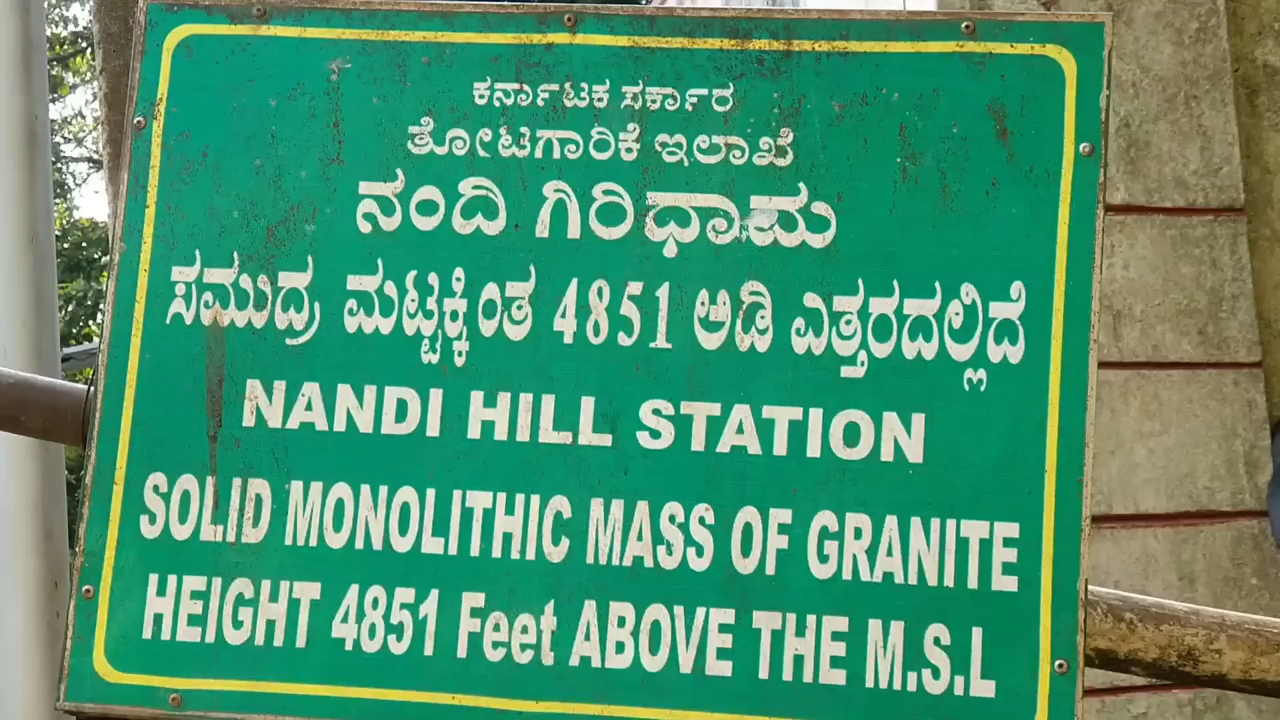 ಕರ್ನಾಟಕ ಸರ್ಕಾರ
ತೋಟಗಾರಿಕೆ ಇಲಾಖೆ
ನಂದಿ ಗಿರಿಧಾಮ
ಸಮುದ್ರ ಮಟ್ಟಕ್ಕಿಂತ 4851 ಅಡಿ ಎತ್ತರದಲ್ಲಿದೆ
NANDI HILL STATION
SOLID MONOLITHIC MASS OF GRANITE
HEIGHT 4851 Feet ABOVE THE M.S.L